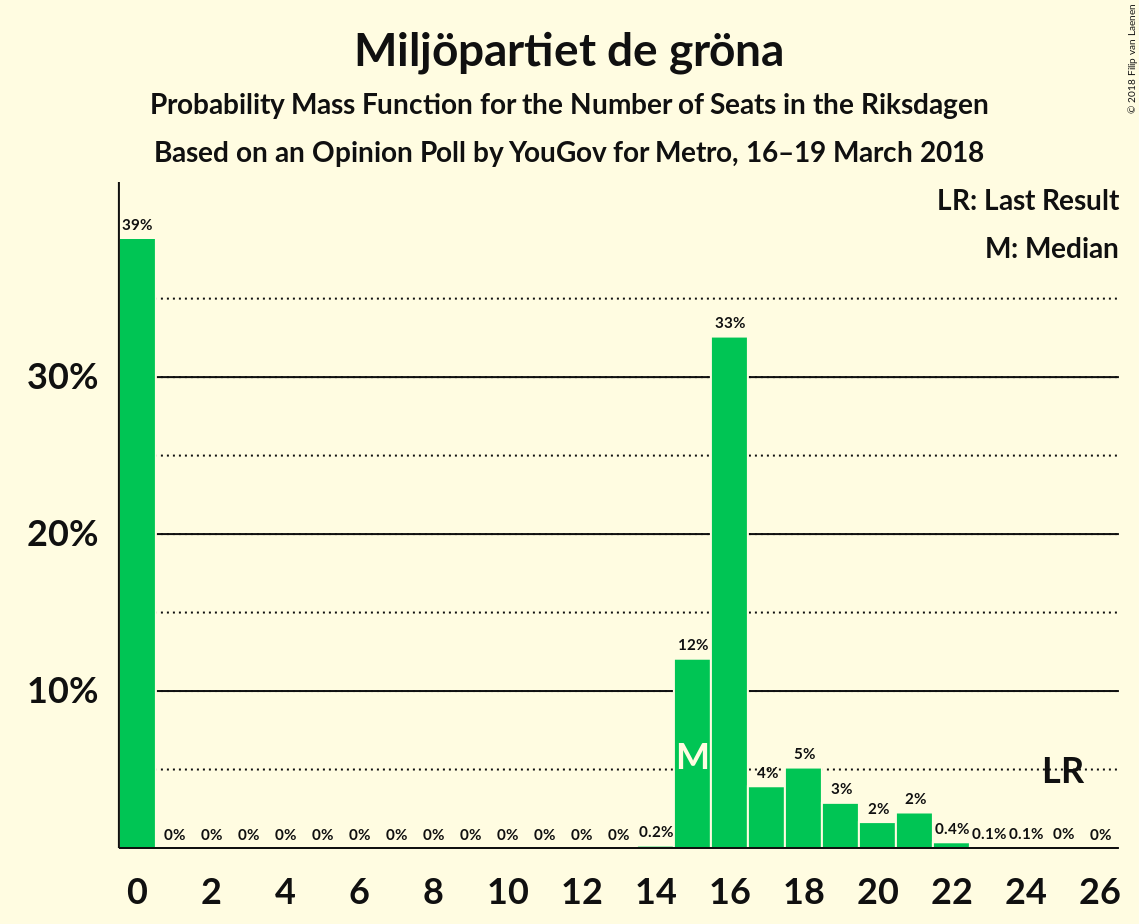 Miljöpartiet de gröna
Probability Mass Function for the Number of Seats in the Riksdagen
Based on an Opinion Poll by YouGov for Metro, 16–19 March 2018
© 2018 Filip van Laenen
LR: Last Result
M: Median
39%
33%
30%
20%
12%
10%
M
5%
4%
LR
3%
2%
2%
0% 0% 0% 0% 0% 0% 0% 0% 0% 0% 0% 0% 0% 0.2% 0.4% 0.1% 0.1% 0% 0%
0 2 4 6 8 10 12 14 16 18 20 22 24 26